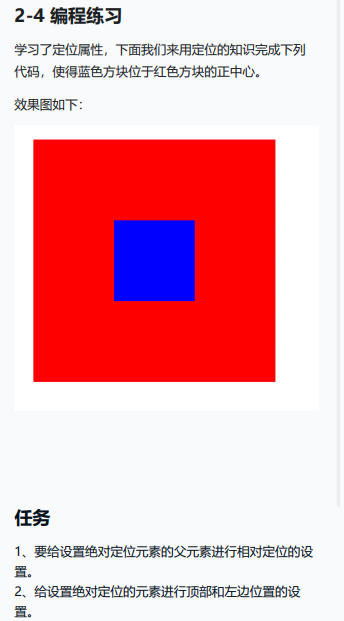 2-4 编程练习
学习了定位属性，下面我们来用定位的知识完成下列
代码，使得蓝色方块位于红色方块的正中心。
效果图如下：
任务
1、要给设置绝对定位元素的父元素进行相对定位的设
置。
2、给设置绝对定位的元素进行顶部和左边位置的设
置。